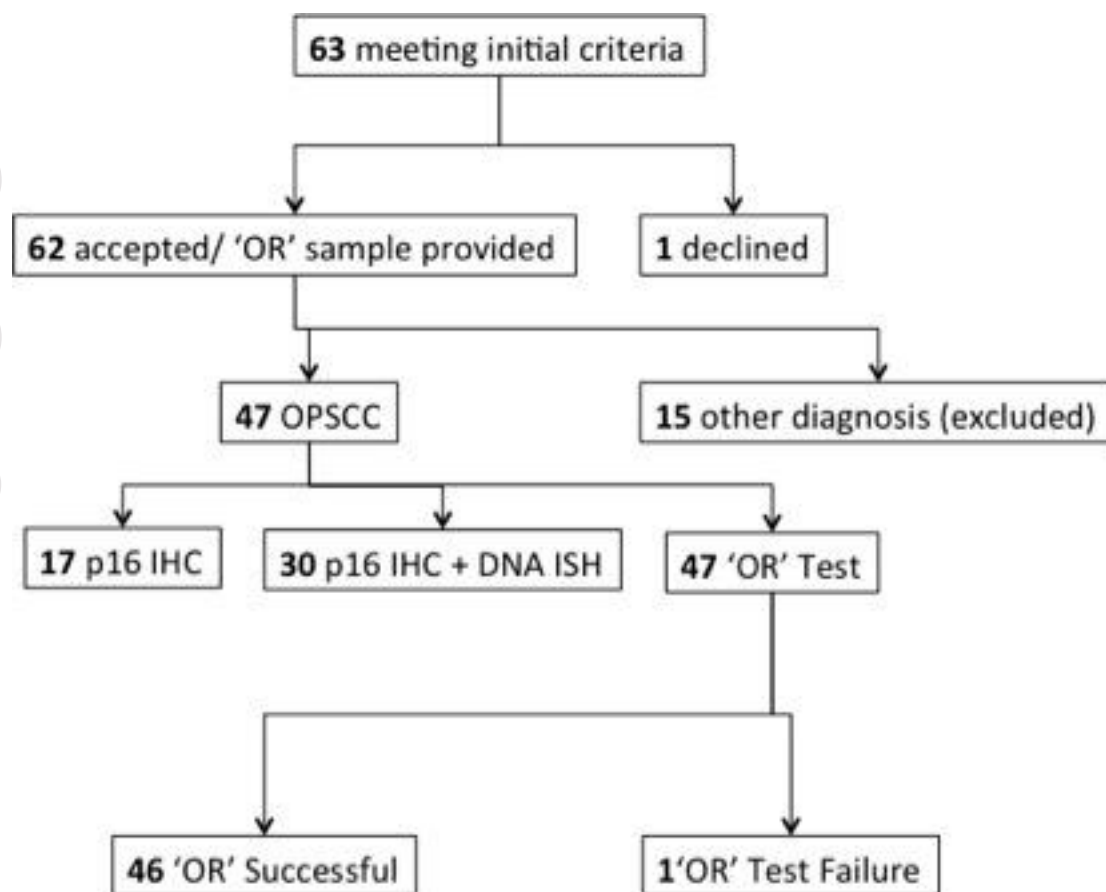 63 meeting initial criteria
62 accepted/ ‘OR’ sample provided
1 declined
47 OPSCC
15 other diagnosis (excluded)
17 p16 IHC
30 p16 IHC + DNA ISH
47 ‘OR’ Test
46 ‘OR’ Successful
1‘OR’ Test Failure